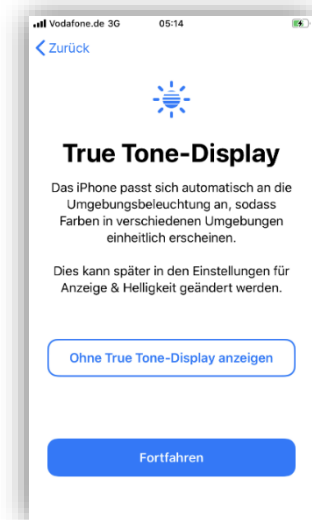 Vodafone.de 3G 05:14
Zurück
True Tone-Display
Das iPhone passt sich automatisch an die
Umgebungsbeleuchtung an, sodass
Farben in verschiedenen Umgebungen
einheitlich erscheinen.
Dies kann später in den Einstellungen für
Anzeige & Helligkeit geändert werden.
Ohne True Tone-Display anzeigen
Fortfahren